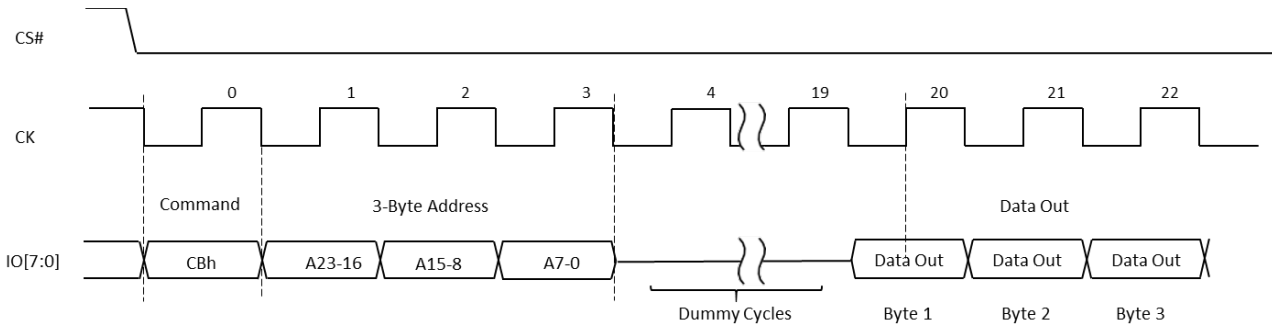 CS#
0 1 2 3 4 19 20 21 22
CK
Command 3-Byte Address Data Out
IO[7:0] CBh A23-16 A15-8 A7-0 Data Out Data Out Data Out
Dummy Cycles Byte 1 Byte 2 Byte 3